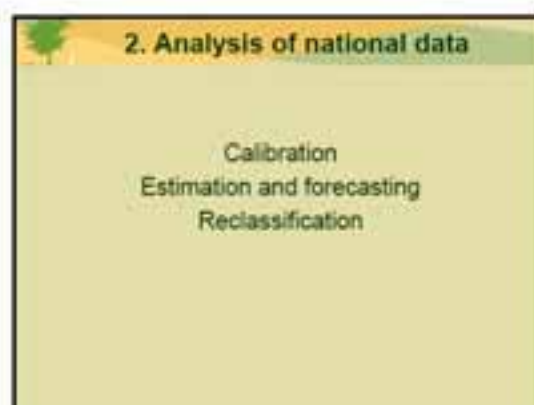 2. Analysis of national data
Calibration
Estimation and forecasting
Reclassification